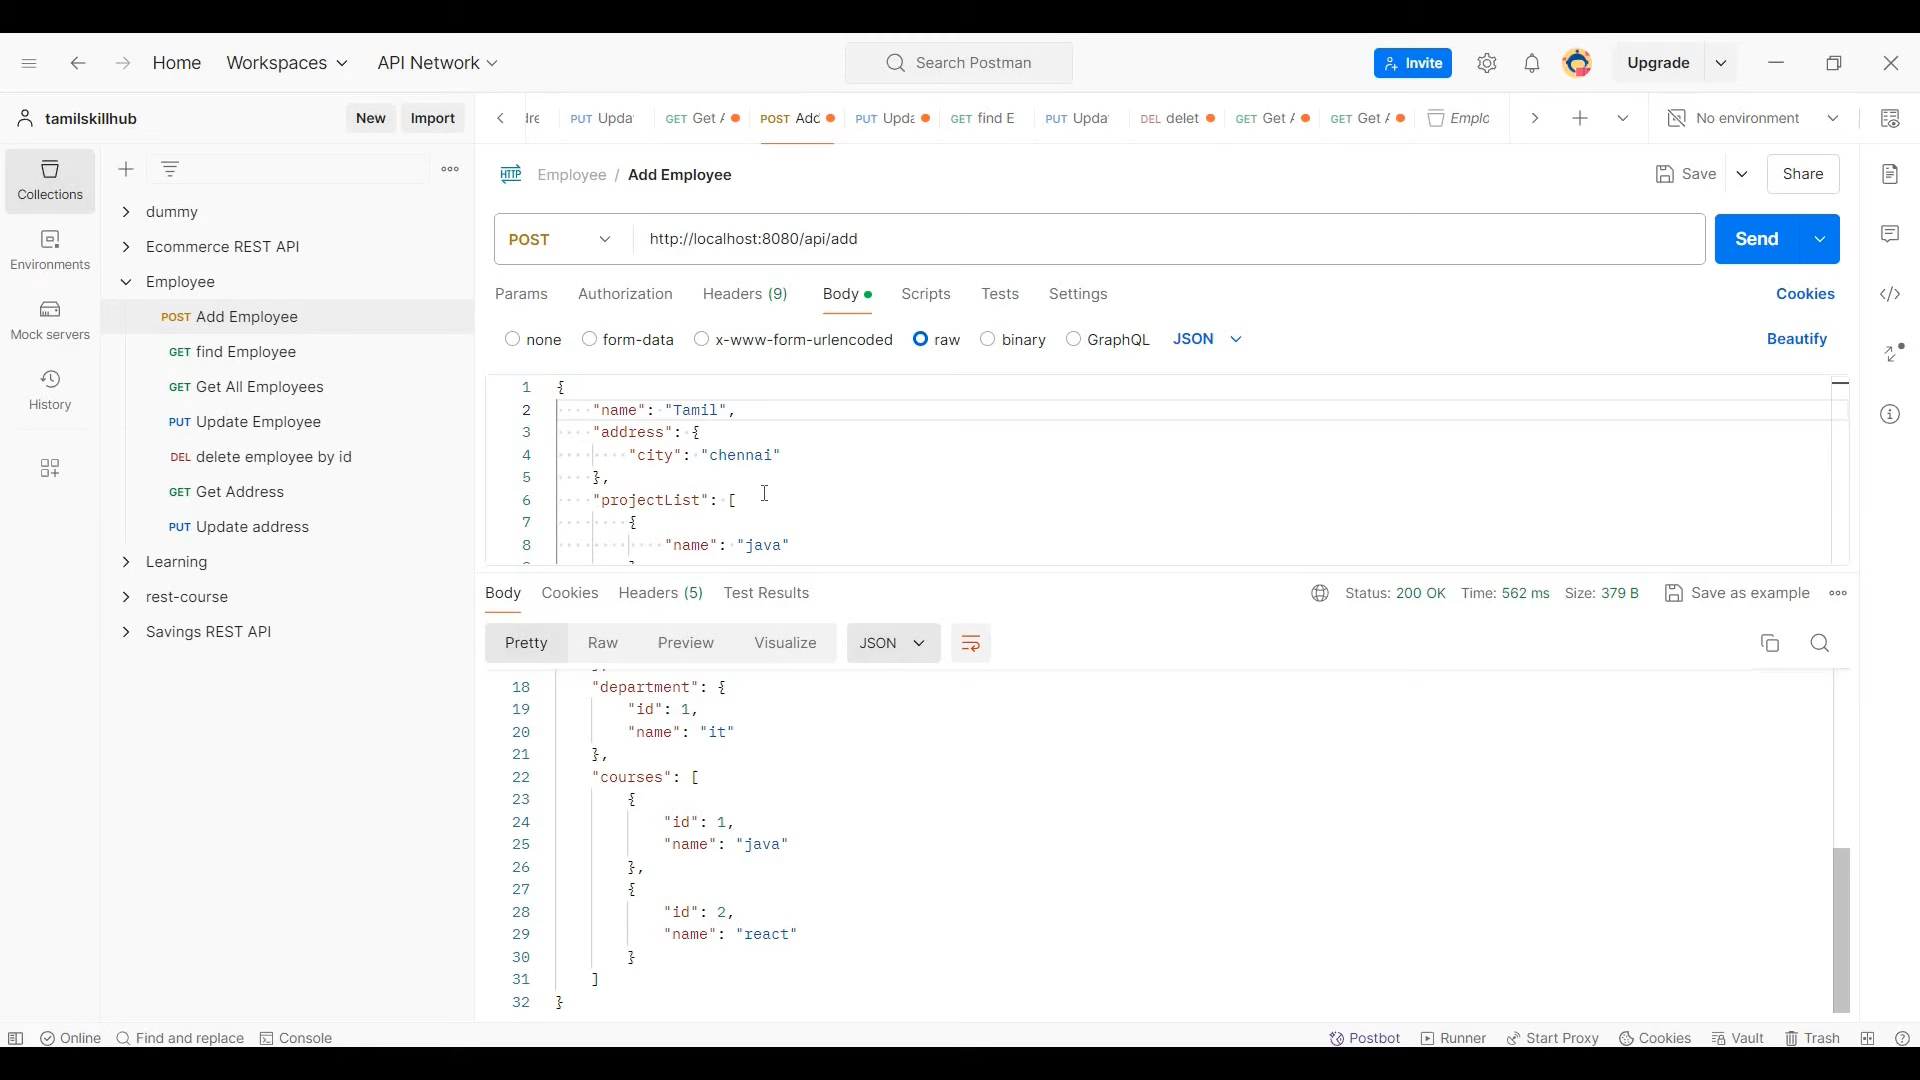 Home Workspaces API Network Search Postman Invite Upgrade
tamilskillhub New Import
PUT Upda GET Get POST Add PUT Upda GET find E PUT Upda DEL delet GET Get GET Get Emplo No environment
Collections
Environments
Mock servers
History
dummy
Ecommerce REST API
Employee
POST Add Employee
GET find Employee
GET Get All Employees
PUT Update Employee
DEL delete employee by id
GET Get Address
PUT Update address
Learning
rest-course
Savings REST API
HTTP Employee / Add Employee Save Share
POST http://localhost:8080/api/add Send
Params Authorization Headers (9) Body Scripts Tests Settings Cookies
none form-data x-www-form-urlencoded raw binary GraphQL JSON Beautify
1 {
2 "name": "Tamil",
3 "address": {
4 "city": "chennai"
5 },
6 "projectList": [
7 {
8 "name": "java"
Body Cookies Headers (5) Test Results Status: 200 OK Time: 562 ms Size: 379 B Save as example
Pretty Raw Preview Visualize JSON
18 "department": {
19 "id": 1,
20 "name": "it"
21 },
22 "courses": [
23 {
24 "id": 1,
25 "name": "java"
26 },
27 {
28 "id": 2,
29 "name": "react"
30 }
31 ]
32 }
Online Find and replace Console Postbot Runner Start Proxy Cookies Vault Trash